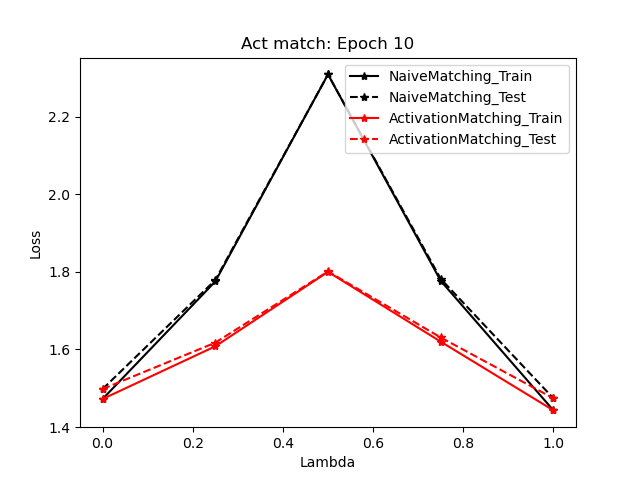 Act match: Epoch 10
NaiveMatching_Train
NaiveMatching_Test
ActivationMatching_Train
ActivationMatching_Test
2.2
2.0
1.8
1.6
1.4
Loss
0.0 0.2 0.4 0.6 0.8 1.0
Lambda